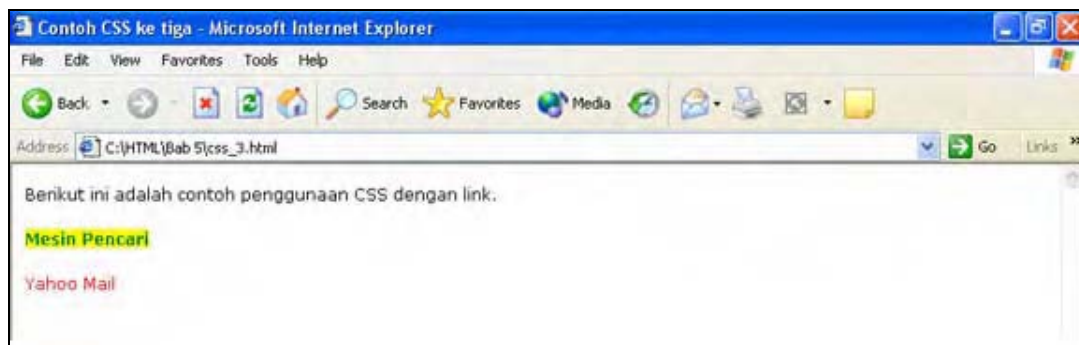 Contoh CSS ke tiga - Microsoft Internet Explorer
File Edit View Favorites Tools Help
Back Search Favorites Media
Address C:\HTML\Bab 5\css_3.html Go Links »
Berikut ini adalah contoh penggunaan CSS dengan link.
Mesin Pencari
Yahoo Mail